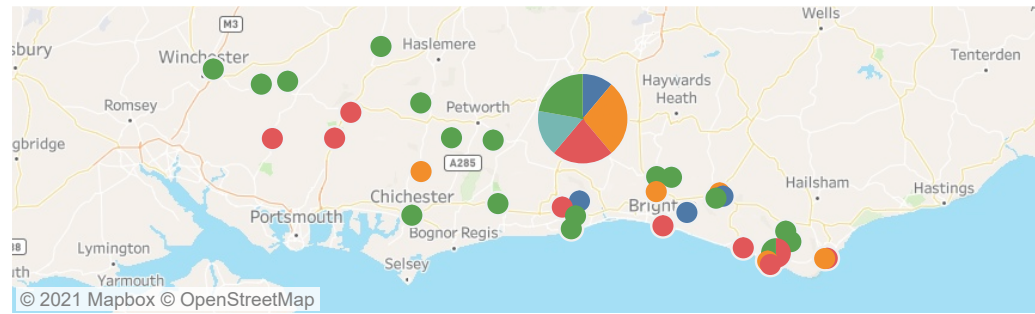 Wells
M3
sbury
Haslemere
Winchester
Tenterden
Haywards
Heath
Romsey
Petworth
gbridge
A285
Hailsham
Chichester
Hastings
Portsmouth
Bognor Regis
Lymington
Selsey
Yarmouth
© 2021 Mapbox © OpenStreetMap